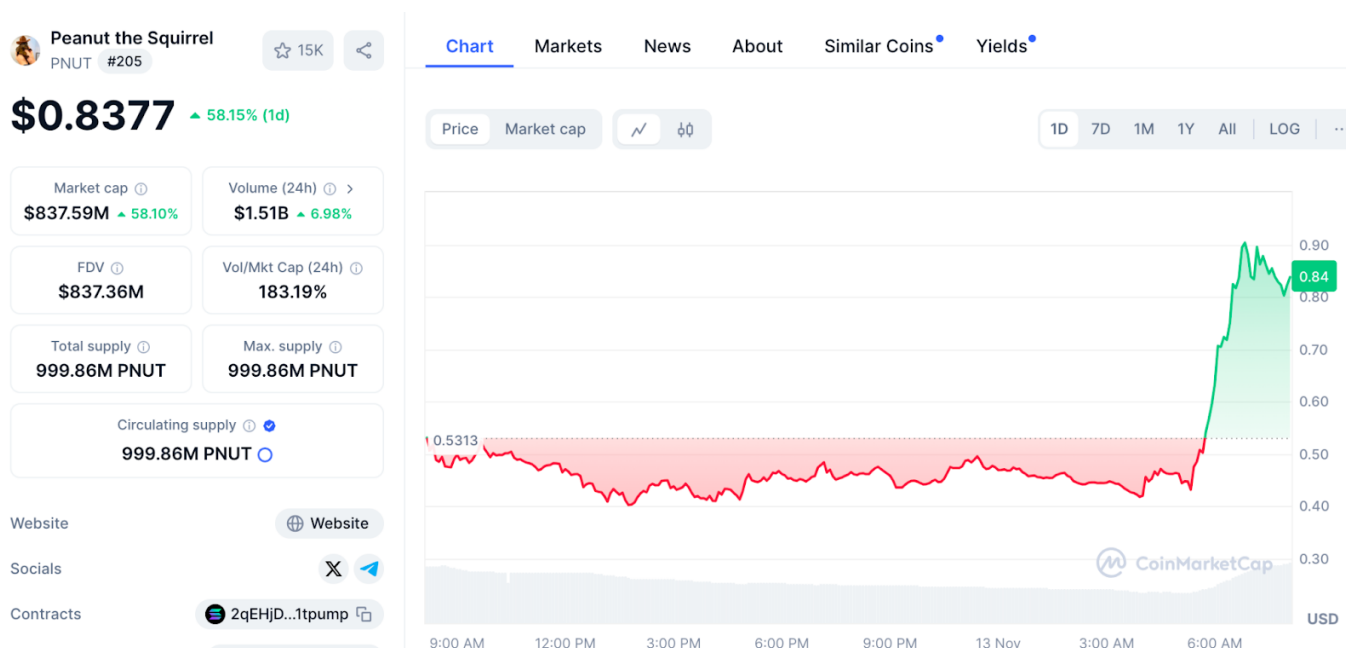 Peanut the Squirrel
PNUT #205
15K
$0.8377 58.15% (1d)
Market cap
$837.59M 58.10%
Volume (24h)
$1.51B 6.98%
FDV
$837.36M
Vol/Mkt Cap (24h)
183.19%
Total supply
999.86M PNUT
Max. supply
999.86M PNUT
Circulating supply
999.86M PNUT
Website Website
Socials
Contracts 2qEHjD...1tpump
Chart Markets News About Similar Coins Yields
Price Market cap
1D 7D 1M 1Y All LOG
0.5313
0.90
0.84
0.80
0.70
0.60
0.50
0.40
0.30
CoinMarketCap
USD
9:00 AM 12:00 PM 3:00 PM 6:00 PM 9:00 PM 13 Nov 3:00 AM 6:00 AM